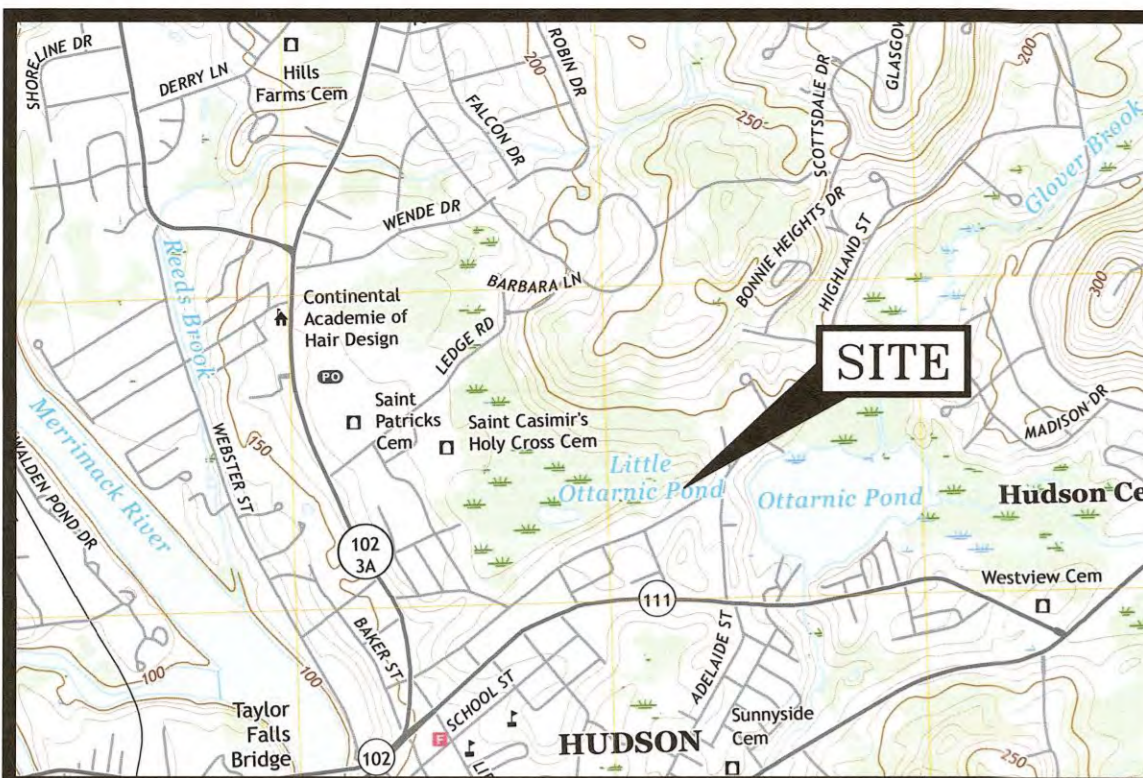 SHORE LINE DR
DERRY LN
Hills
Farms Cem
ROBIN DR
FALCON DR
200
250
SCOTTSDALE DR
GLASGOW
200
Glover Brook
WENDE DR
Reeds Brook
BARBARA LN
BONNIE HEIGHTS DR
HIGHLAND ST
300
Continental
Academie of
Hair Design
LEDGE RD
SITE
PO
Saint
Patricks
Cem
Saint Casimir's
Holy Cross Cem
MADISON DR
Merrimack River
WALDEN POND DR
WEBSTER ST
150
Little
Ottarnic Pond
Ottarnic Pond
Hudson Ce
102
3A
111
Westview Cem
BAKER ST
ADELAIDE ST
100
100
SCHOOL ST
Taylor
Falls
Bridge
102
F
HUDSON
Sunnyside
Cem
250